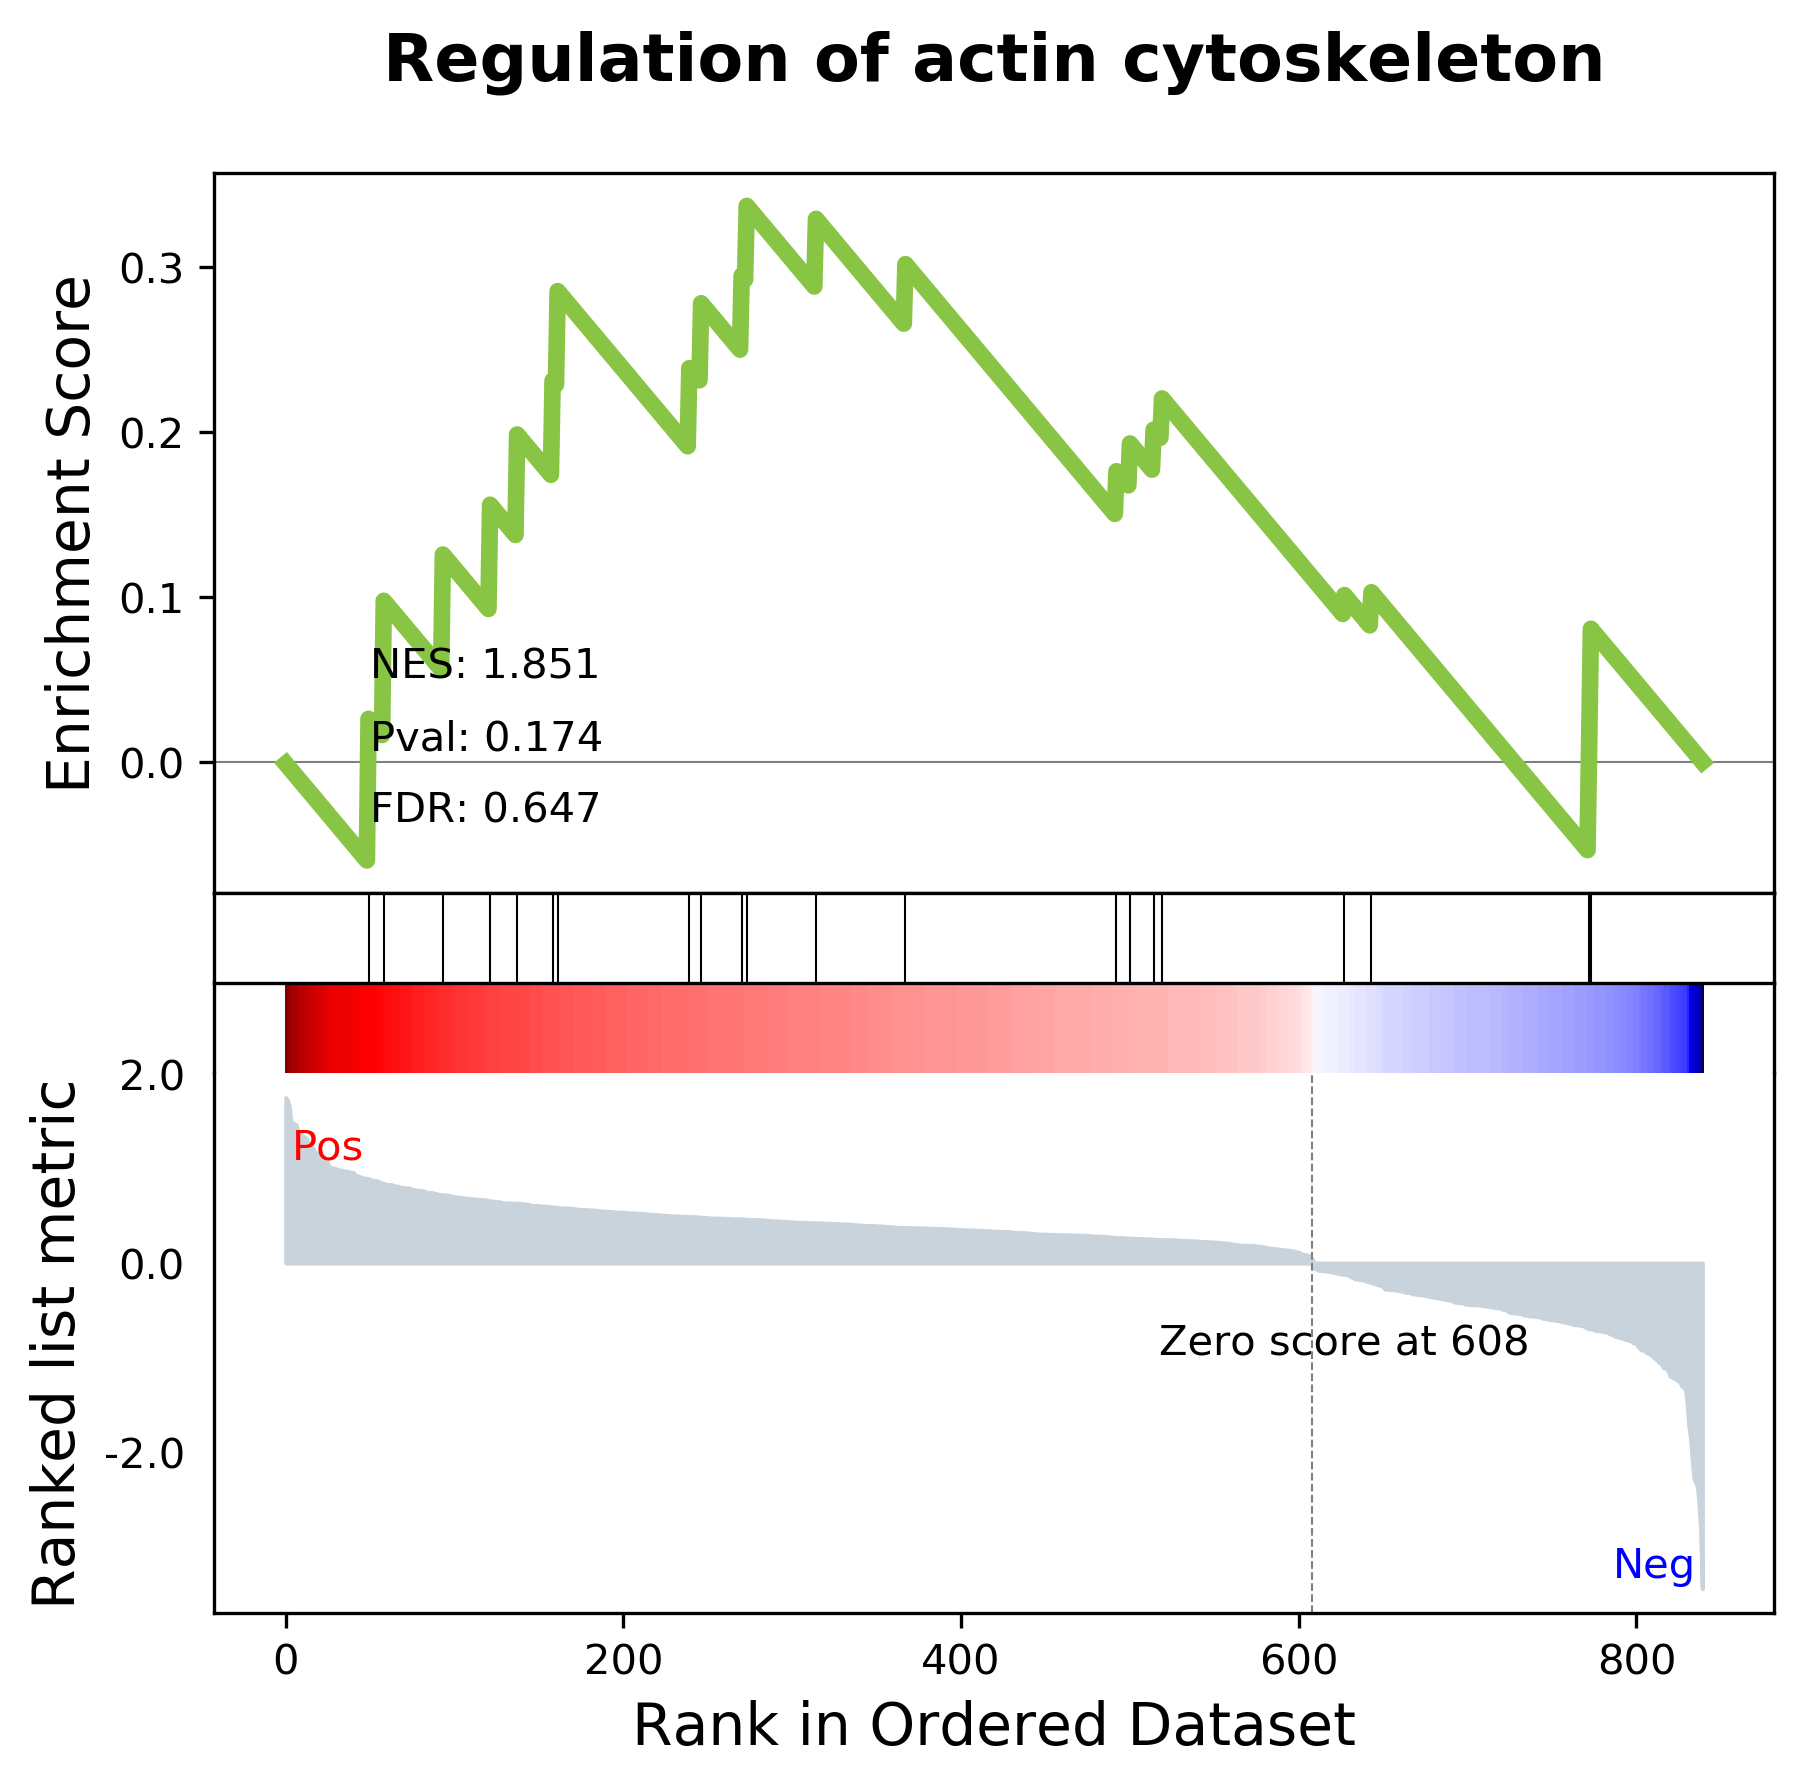 Regulation of actin cytoskeleton
Enrichment Score
0.3
0.2
0.1
0.0
NES: 1.851
Pval: 0.174
FDR: 0.647
Ranked list metric
2.0
0.0
-2.0
Pos
Zero score at 608
Neg
0 200 400 600 800
Rank in Ordered Dataset